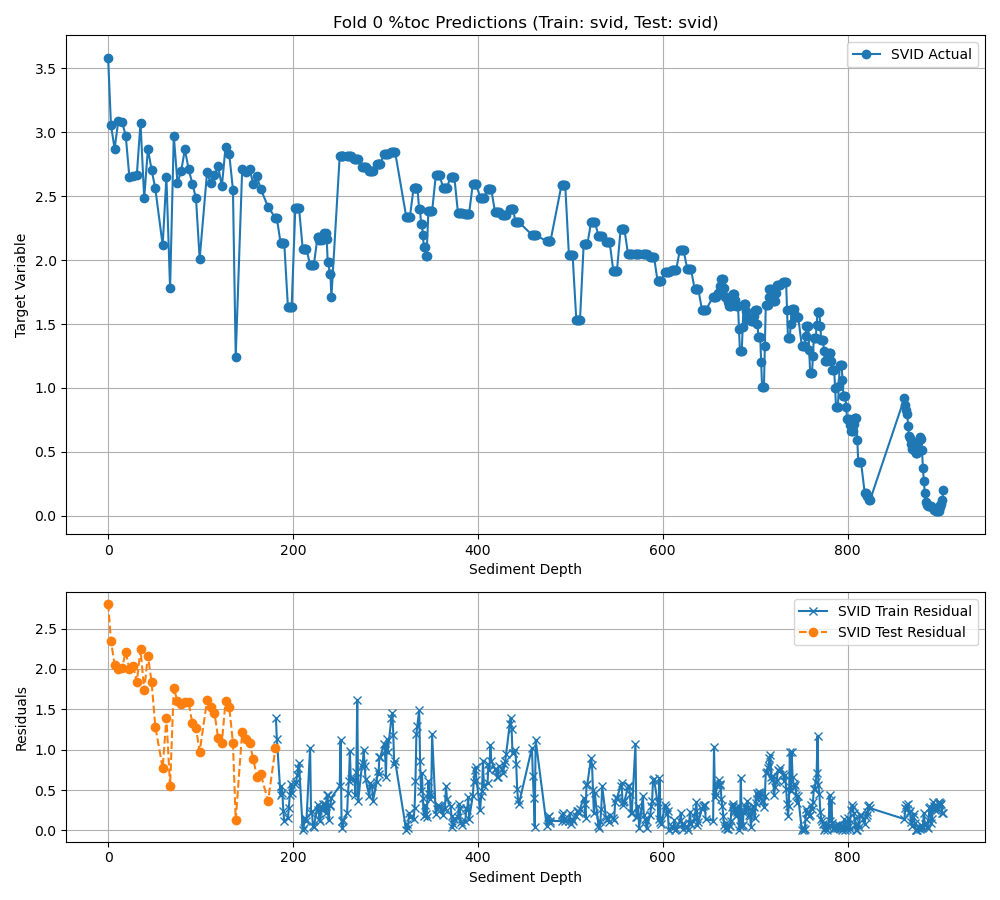 Fold 0 %toc Predictions (Train: svid, Test: svid)
SVID Actual
3.5
3.0
2.5
2.0
1.5
1.0
0.5
0.0
Target Variable
0 200 400 600 800
Sediment Depth
SVID Train Residual
SVID Test Residual
2.5
2.0
1.5
1.0
0.5
0.0
Residuals
0 200 400 600 800
Sediment Depth